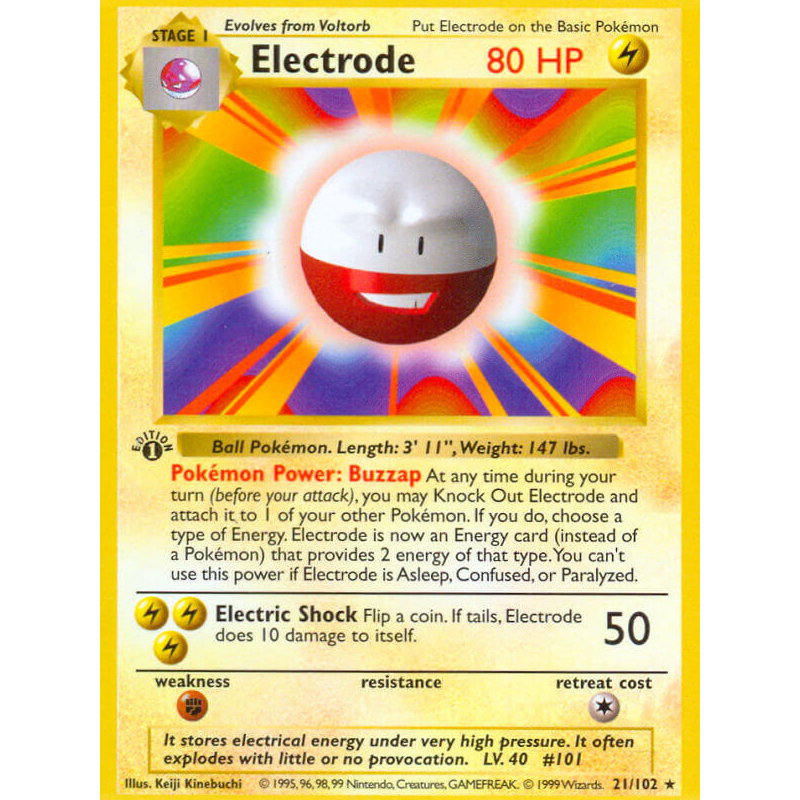 Evolves from Voltorb Put Electrode on the Basic Pokémon
STAGE 1
Electrode 80 HP
EDITION 1
Ball Pokémon. Length: 3' 11", Weight: 147 lbs.
Pokémon Power: Buzzap At any time during your
turn (before your attack), you may Knock Out Electrode and
attach it to 1 of your other Pokémon. If you do, choose a
type of Energy. Electrode is now an Energy card (instead of
a Pokémon) that provides 2 energy of that type. You can't
use this power if Electrode is Asleep, Confused, or Paralyzed.
Electric Shock Flip a coin. If tails, Electrode
does 10 damage to itself. 50
weakness resistance retreat cost
It stores electrical energy under very high pressure. It often
explodes with little or no provocation. LV. 40 #101
Illus. Keiji Kinebuchi ©1995, 96, 98, 99 Nintendo, Creatures, GAMEFREAK. ©1999 Wizards. 21/102 ★